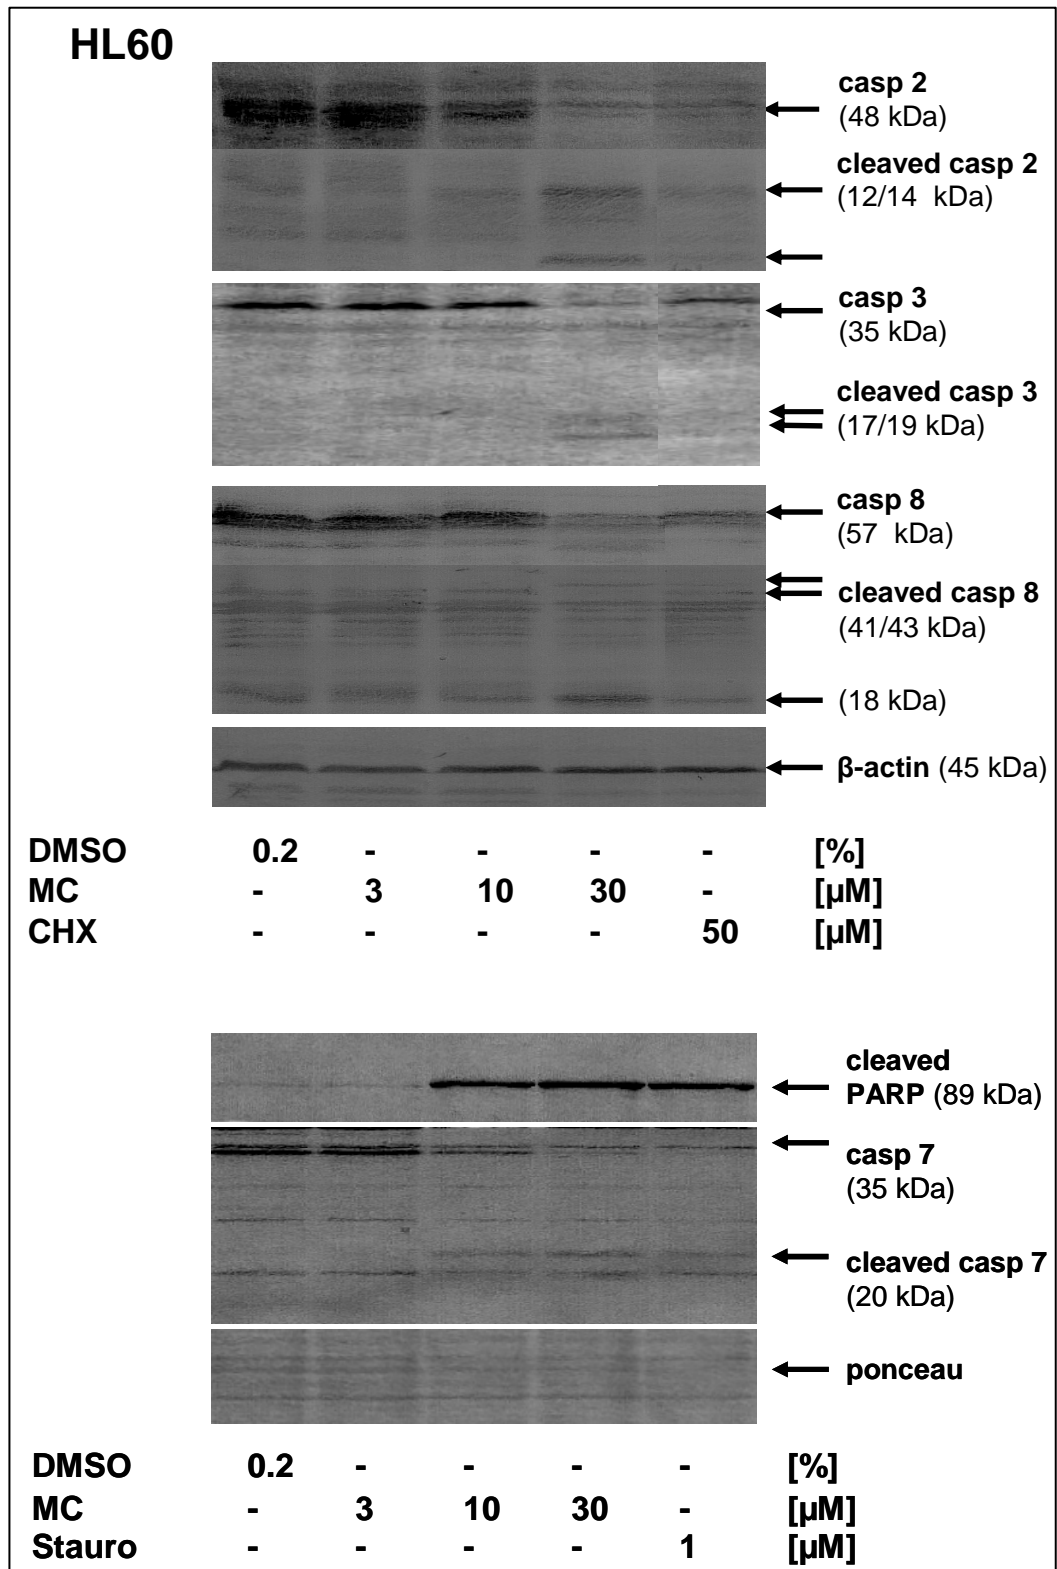 HL60
casp 2
(48 kDa)
cleaved casp 2
(12/14 kDa)
casp 3
(35 kDa)
cleaved casp 3
(17/19 kDa)
casp 8
(57 kDa)
cleaved casp 8
(41/43 kDa)
(18 kDa)
β-actin (45 kDa)
DMSO 0.2 - - - - [%]
MC - 3 10 30 - [µM]
CHX - - - - 50 [µM]
cleaved
PARP (89 kDa)
casp 7
(35 kDa)
cleaved casp 7
(20 kDa)
ponceau
DMSO 0.2 - - - - [%]
MC - 3 10 30 - [µM]
Stauro - - - - 1 [µM]